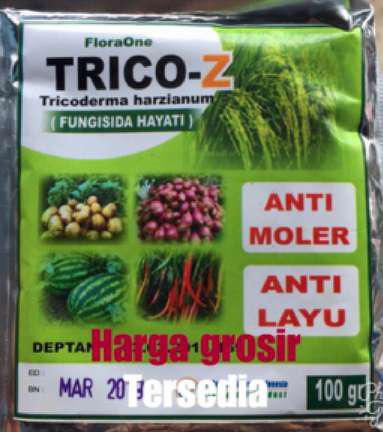 FloraOne
TRICO-Z
Tricoderma harzianum
( FUNGISIDA HAYATI )
ANTI
MOLER
ANTI
LAYU
Harga grosir
DEPTAN
ED :
BN : MAR
Tersedia
100 gr